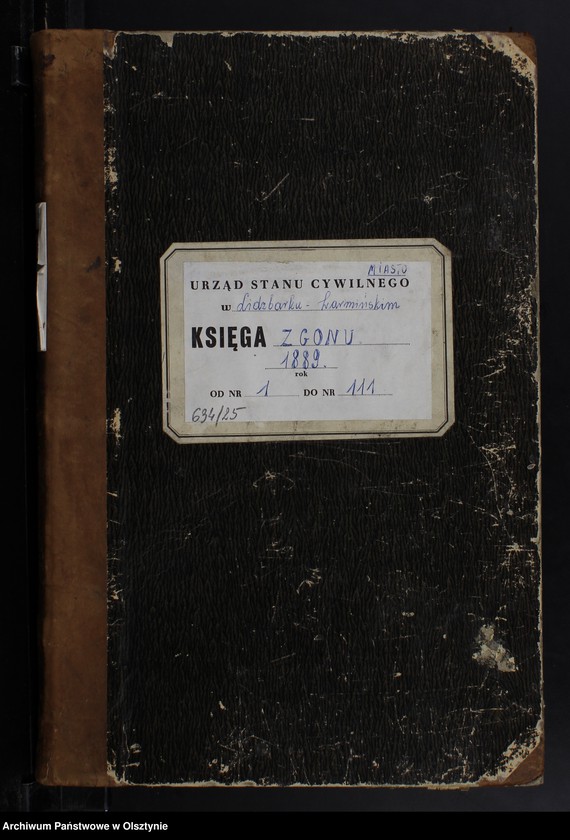 MIASTO
URZĄD STANU CYWILNEGO
w Lidzbarku - Warmińskim
KSIĘGA ZGONU.
1889.
rok
OD NR 1 DO NR 111
634/25
Archiwum Państwowe w Olsztynie